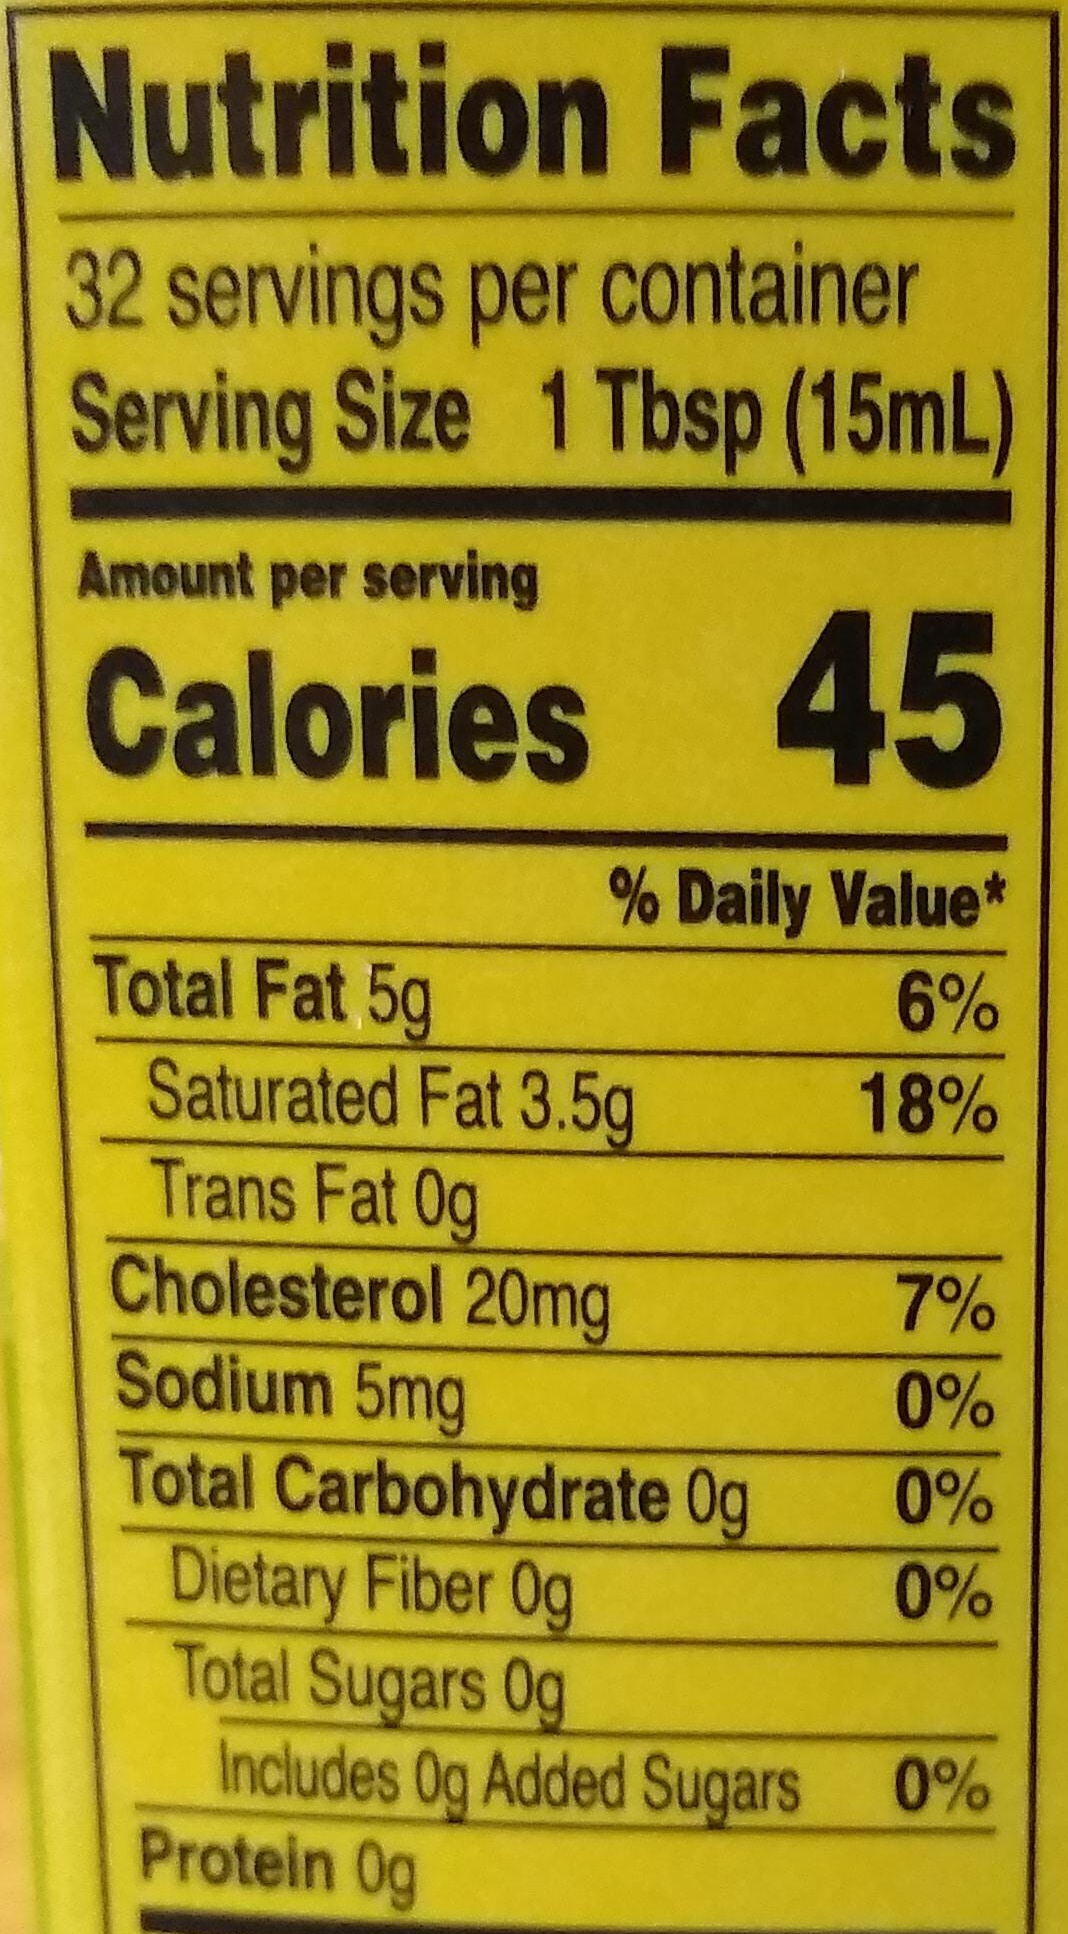 Nutrition Facts
32 servings per container
Serving Size 1 Tbsp (15mL)
Amount per serving
Calories 45
% Daily Value*
Total Fat 5g 6%
Saturated Fat 3.5g 18%
Trans Fat 0g
Cholesterol 20mg 7%
Sodium 5mg 0%
Total Carbohydrate 0g 0%
Dietary Fiber 0g 0%
Total Sugars 0g
Includes 0g Added Sugars 0%
Protein 0g